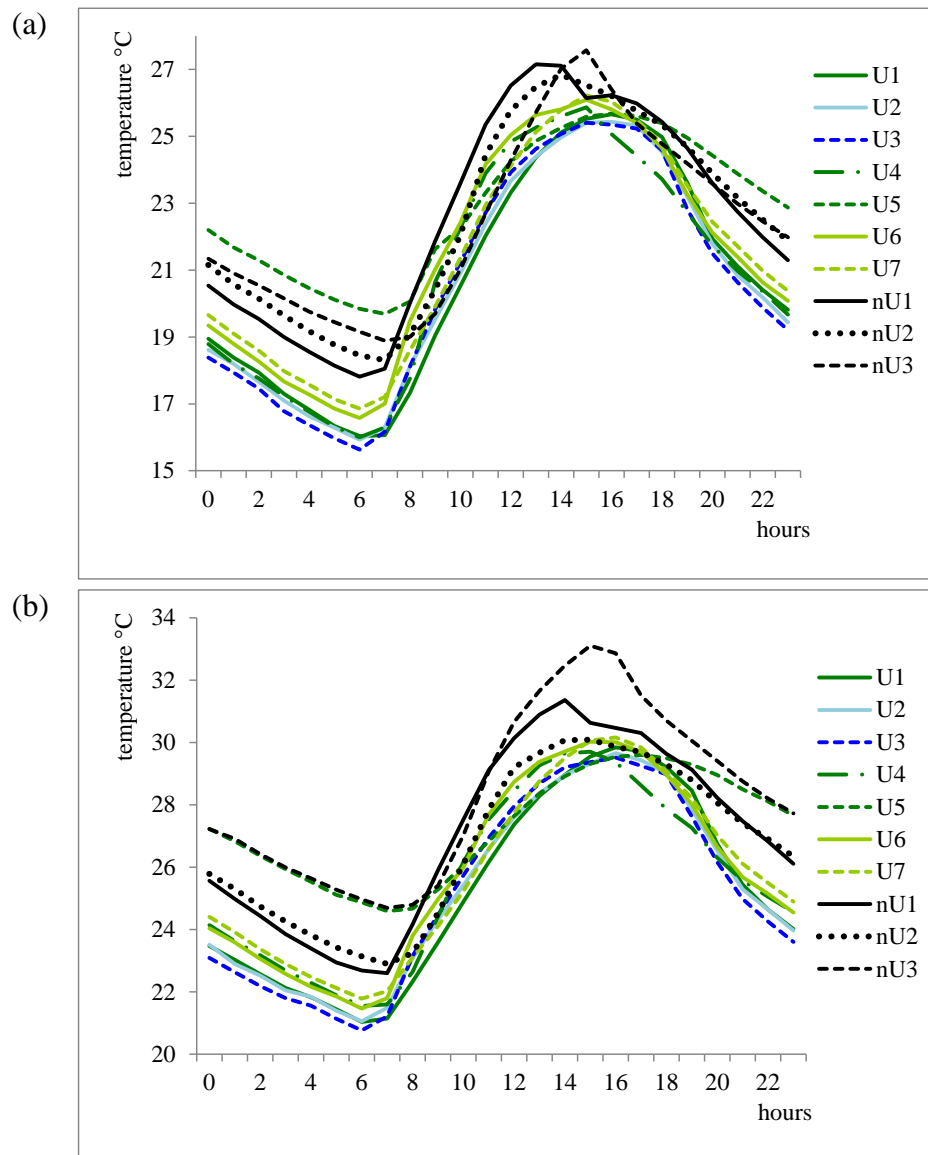 (a)
temperature °C
27
25
23
21
19
17
15
0 2 4 6 8 10 12 14 16 18 20 22
hours
U1
U2
U3
U4
U5
U6
U7
nU1
nU2
nU3
(b)
temperature °C
34
32
30
28
26
24
22
20
0 2 4 6 8 10 12 14 16 18 20 22
hours
U1
U2
U3
U4
U5
U6
U7
nU1
nU2
nU3